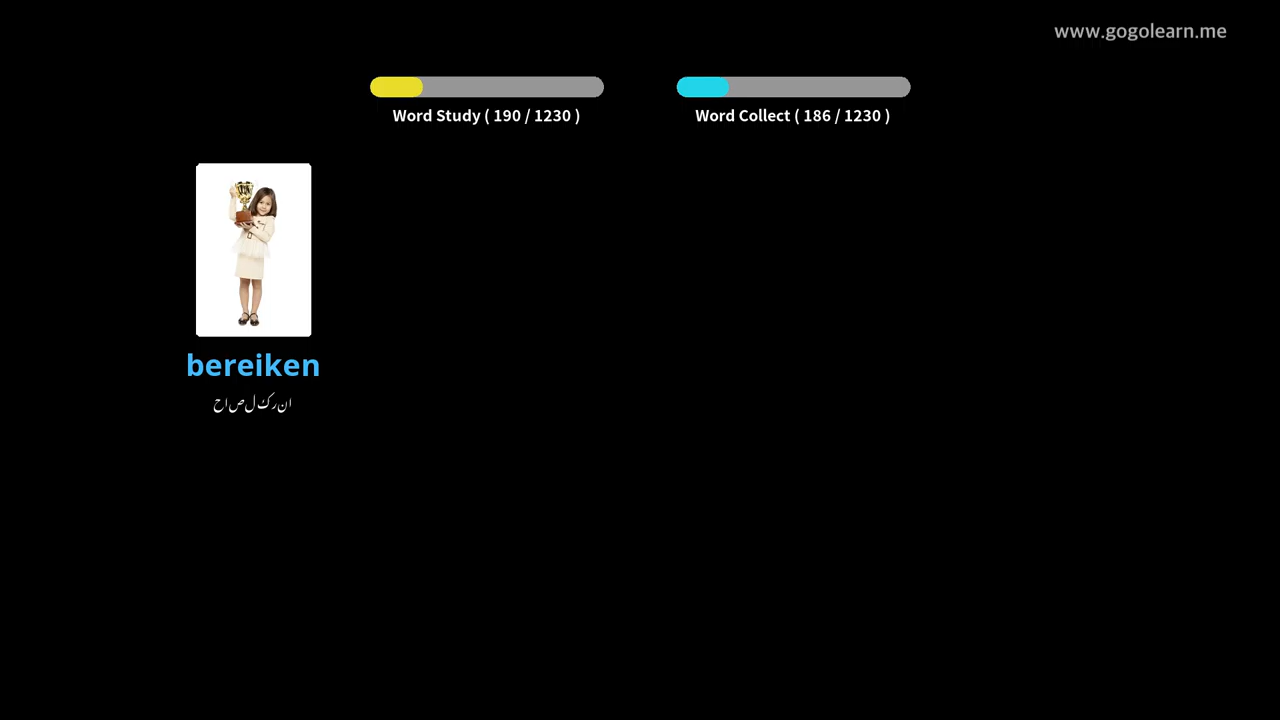 www.gogolearn.me
Word Study ( 190 / 1230 )
Word Collect ( 186 / 1230 )
bereiken
حاصل کرنا